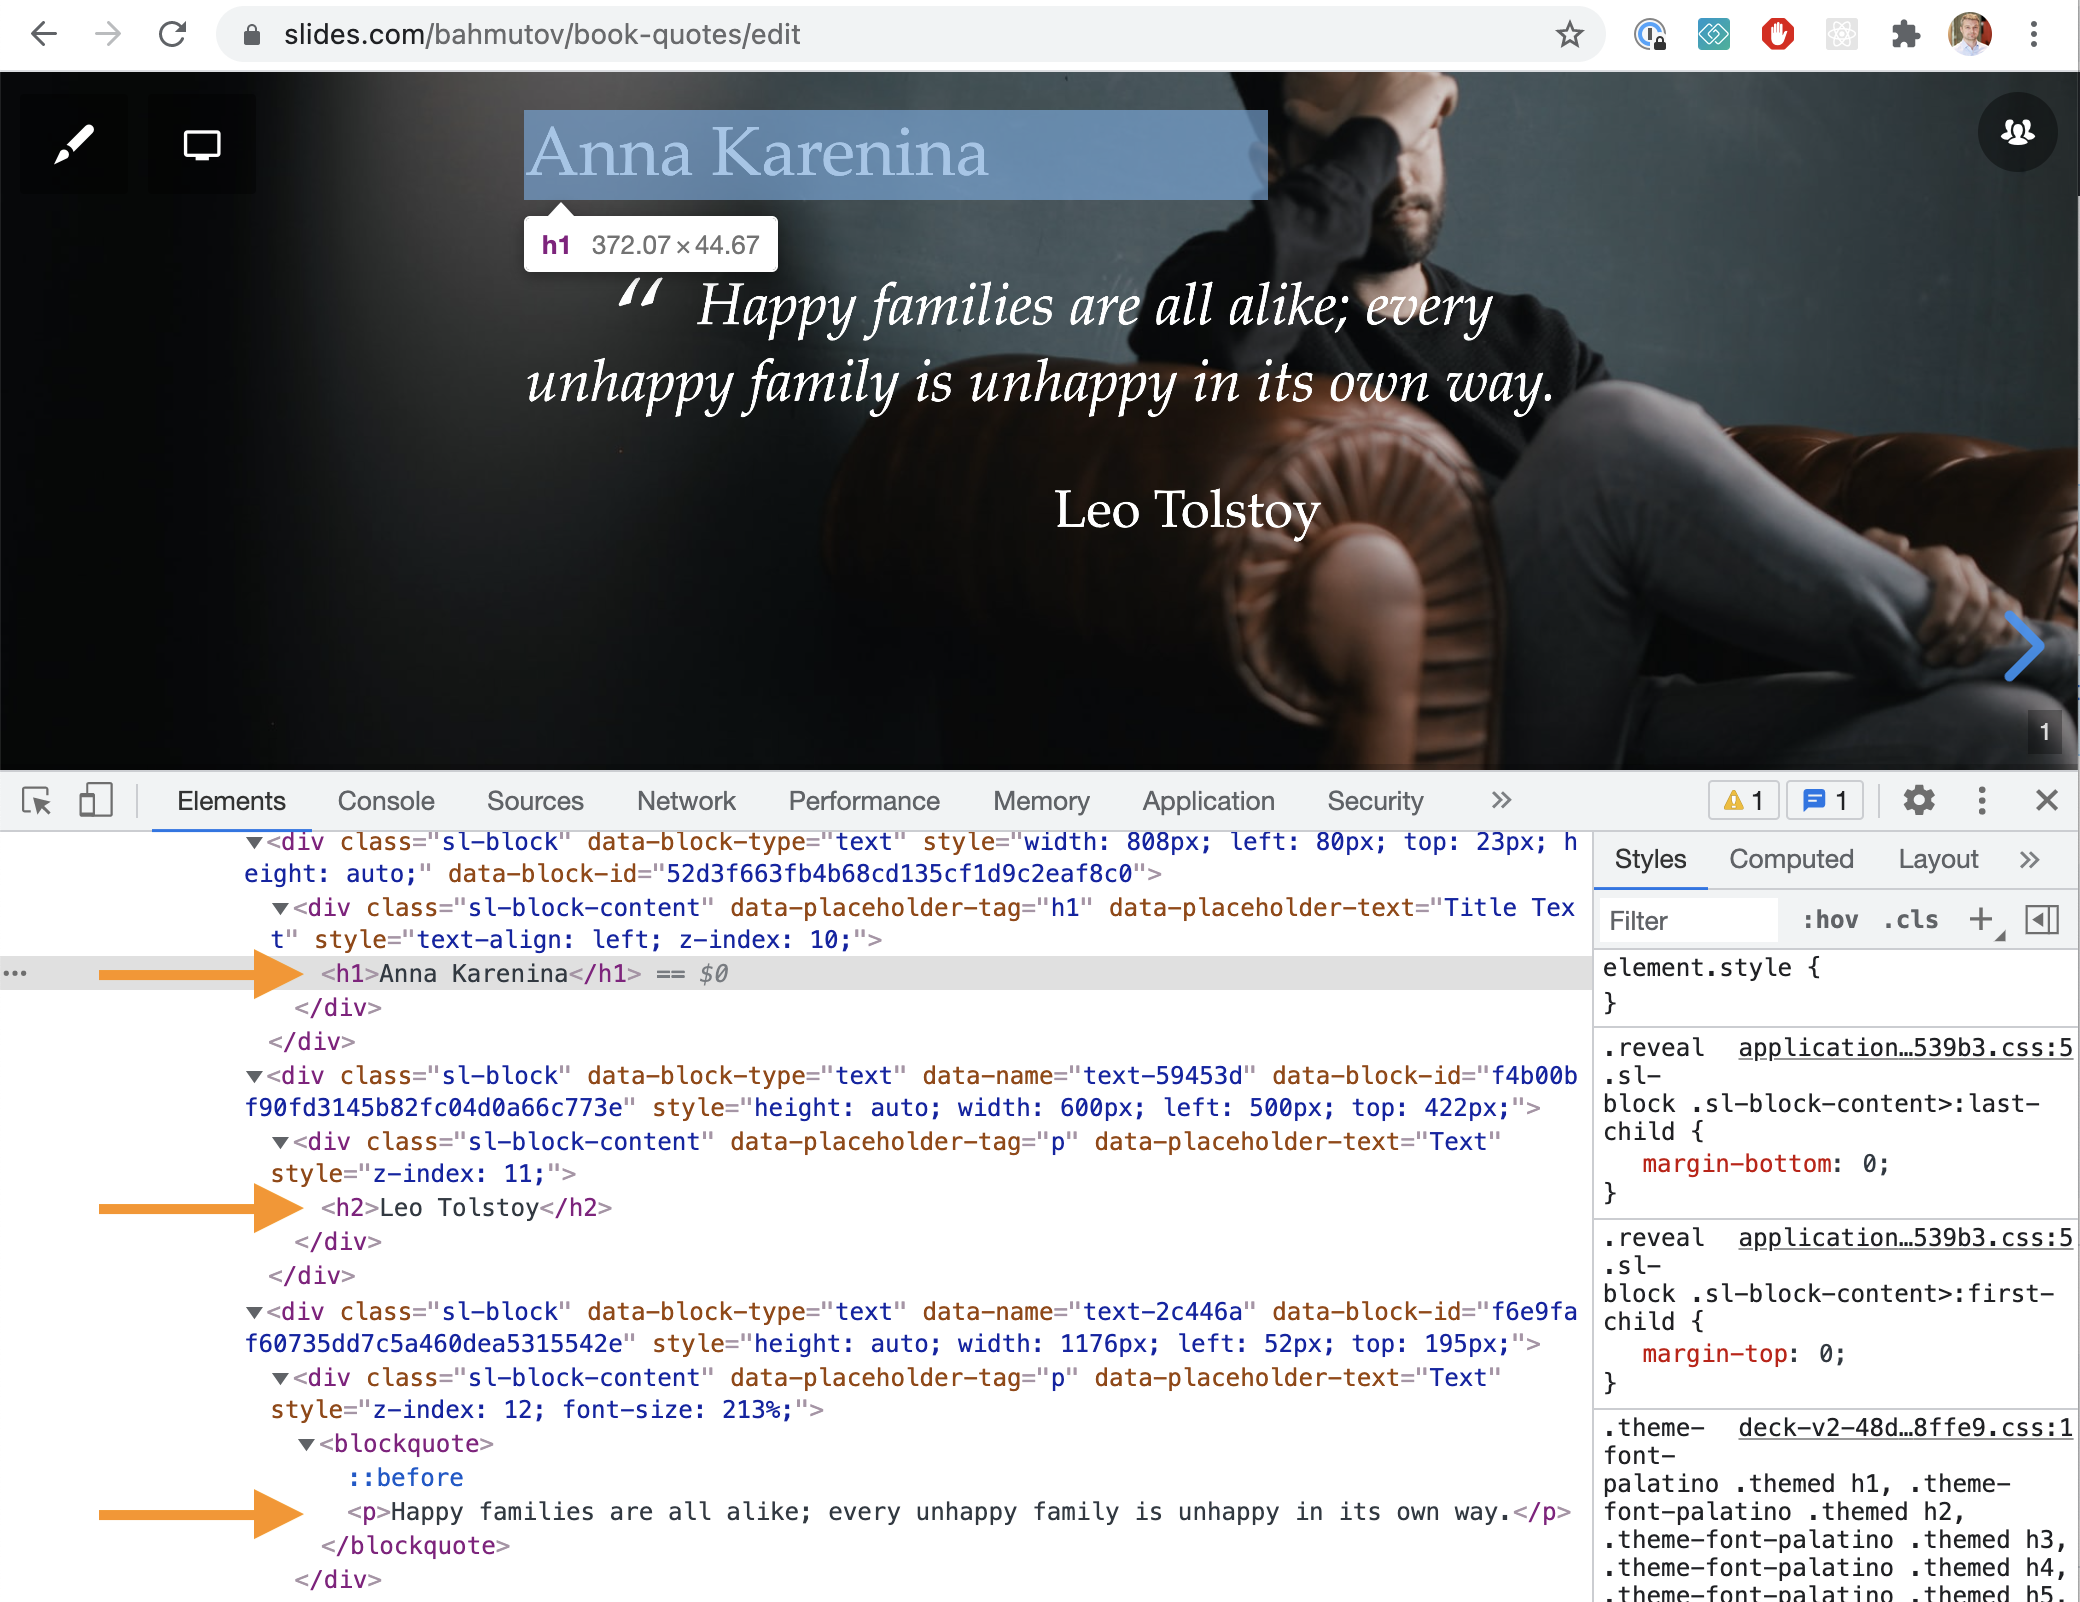 slides.com/bahmutov/book-quotes/edit
Anna Karenina
h1 372.07×44.67
“ Happy families are all alike; every
unhappy family is unhappy in its own way.
Leo Tolstoy
1
Elements Console Sources Network Performance Memory Application Security » 1 1
<div class="sl-block" data-block-type="text" style="width: 808px; left: 80px; top: 23px; h
eight: auto;" data-block-id="52d3f663fb4b68cd135cf1d9c2eaf8c0">
<div class="sl-block-content" data-placeholder-tag="h1" data-placeholder-text="Title Tex
t" style="text-align: left; z-index: 10;">
<h1>Anna Karenina</h1> == $0
</div>
</div>
<div class="sl-block" data-block-type="text" data-name="text-59453d" data-block-id="f4b00b
f90fd3145b82fc04d0a66c773e" style="height: auto; width: 600px; left: 500px; top: 422px;">
<div class="sl-block-content" data-placeholder-tag="p" data-placeholder-text="Text"
style="z-index: 11;">
<h2>Leo Tolstoy</h2>
</div>
</div>
<div class="sl-block" data-block-type="text" data-name="text-2c446a" data-block-id="f6e9fa
f60735dd7c5a460dea5315542e" style="height: auto; width: 1176px; left: 52px; top: 195px;">
<div class="sl-block-content" data-placeholder-tag="p" data-placeholder-text="Text"
style="z-index: 12; font-size: 213%;">
<blockquote>
::before
<p>Happy families are all alike; every unhappy family is unhappy in its own way.</p>
</blockquote>
</div>
Styles Computed Layout »
Filter :hov .cls +
element.style {
}
.reveal application…539b3.css:5
.sl-
block .sl-block-content>:last-
child {
margin-bottom: 0;
}
.reveal application…539b3.css:5
.sl-
block .sl-block-content>:first-
child {
margin-top: 0;
}
.theme- deck-v2-48d…8ffe9.css:1
font-
palatino .themed h1, .theme-
font-palatino .themed h2,
.theme-font-palatino .themed h3,
.theme-font-palatino .themed h4,
.theme-font-palatino .themed h5,